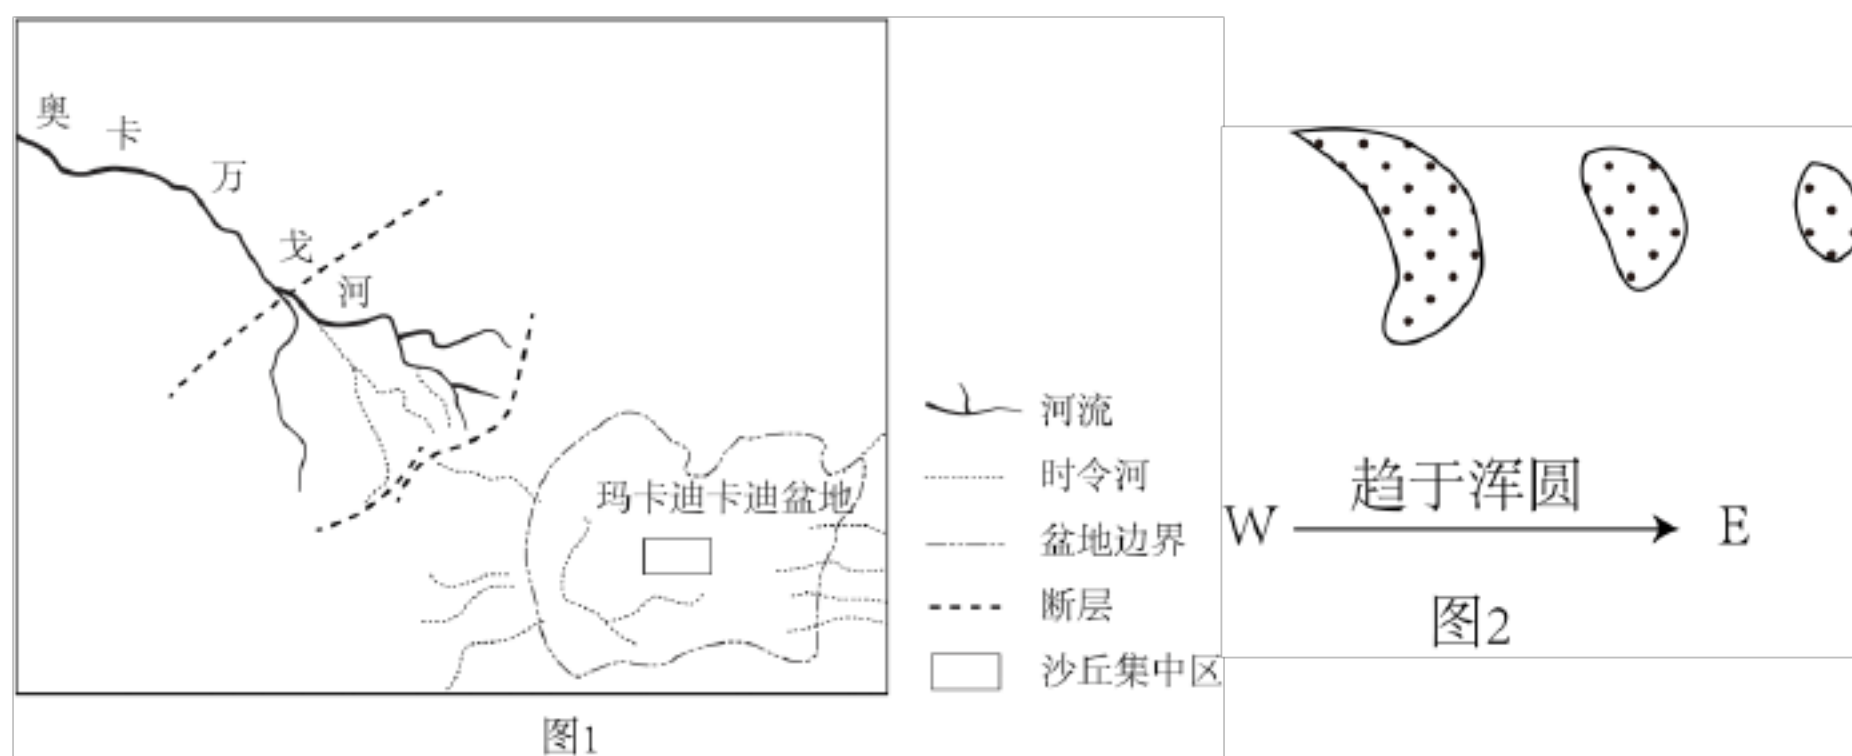 奥卡万戈河
玛卡迪卡迪盆地
河流
时令河
盆地边界
断层
沙丘集中区
图1
趋于浑圆
W E
图2